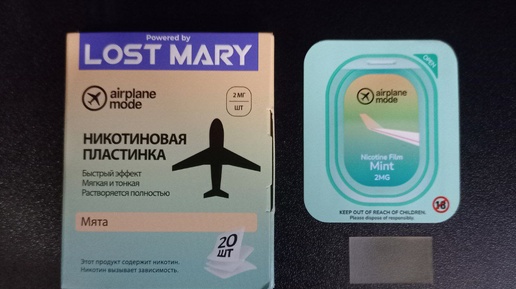 Powered by
LOST MARY
airplane
mode
2 МГ
ШТ
НИКОТИНОВАЯ
ПЛАСТИНКА
Быстрый эффект
Мягкая и тонкая
Растворяется полностью
Мята
20
ШТ
Этот продукт содержит никотин.
Никотин вызывает зависимость.
OPEN
airplane
mode
Nicotine Film
Mint
2MG
18
KEEP OUT OF REACH OF CHILDREN.
Please dispose of responsibly.